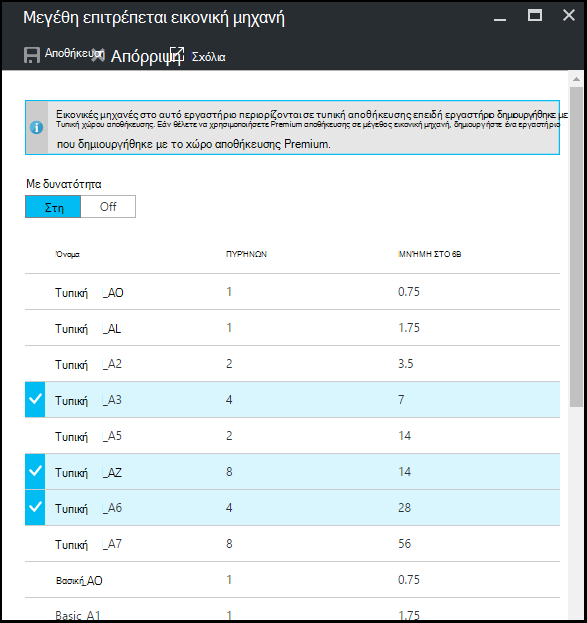 Μεγέθη επιτρέπεται εικονική μηχανή
Αποθήκευση Απόρριψη Σχόλια
Εικονικές μηχανές στο αυτό εργαστήριο περιορίζονται σε τυπική αποθήκευσης επειδή εργαστήριο δημιουργήθηκε με
Τυπική χώρου αποθήκευσης. Εάν θέλετε να χρησιμοποιήσετε Premium αποθήκευσης σε μέγεθος εικονική μηχανή, δημιουργήστε ένα εργαστήριο
που δημιουργήθηκε με το χώρο αποθήκευσης Premium.
Με δυνατότητα
Στη Off
Όνομα ΠΥΡΉΝΩΝ ΜΝΉΜΗ ΣΤΟ 6Β
Τυπική _AO 1 0.75
Τυπική _AL 1 1.75
Τυπική _A2 2 3.5
Τυπική _A3 4 7
Τυπική _A5 2 14
Τυπική _AZ 8 14
Τυπική _A6 4 28
Τυπική _A7 8 56
Βασική_AO 1 0.75
Basic_A1 1 1.75